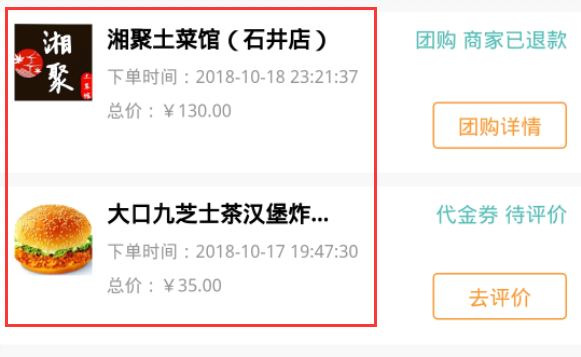 湘聚
湘聚土菜馆（石井店）
团购 商家已退款
下单时间：2018-10-18 23:21:37
总价：￥130.00
团购详情
大口九芝士茶汉堡炸...
代金券 待评价
下单时间：2018-10-17 19:47:30
总价：￥35.00
去评价